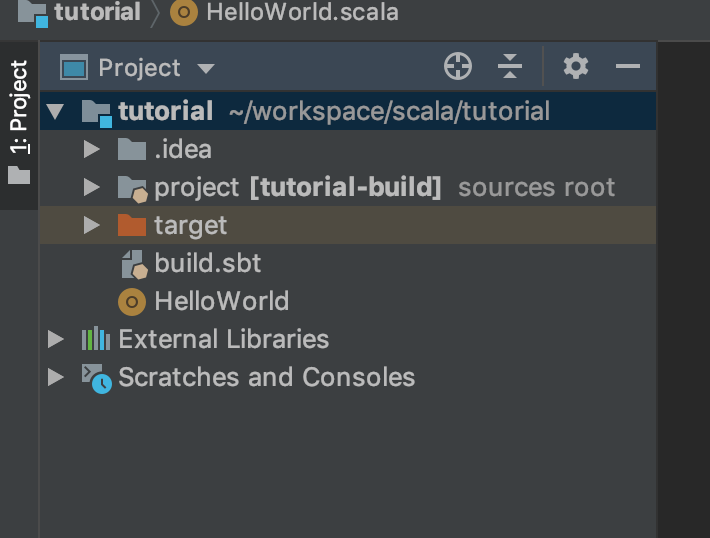 tutorial HelloWorld.scala
1: Project
Project
tutorial ~/workspace/scala/tutorial
.idea
project [tutorial-build] sources root
target
build.sbt
HelloWorld
External Libraries
Scratches and Consoles